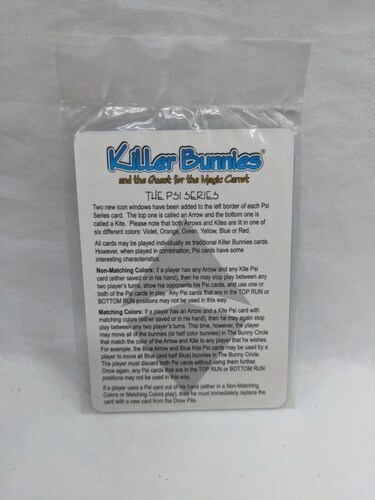 Killer Bunnies®
and the Quest for the Magic Carrot
THE PSI SERIES
Two new icon windows have been added to the left border of each Psi
Series card. The top one is called an Arrow and the bottom one is
called a Kite. Please note that both Arrows and Kites are lit in one of
six different colors: Violet, Orange, Green, Yellow, Blue or Red.
All cards may be played individually as traditional Killer Bunnies cards.
However, when played in combination, Psi cards have some
interesting characteristics:
Non-Matching Colors: If a player has any Arrow and any Kite Psi
card (either saved or in his hand), then he may stop play between any
two player's turns, show his opponents his Psi cards, and use one or
both of the Psi cards in play. Any Psi cards that are in the TOP RUN or
BOTTOM RUN positions may not be used in this way.
Matching Colors: If a player has an Arrow and a Kite Psi card with
matching colors (either saved or in his hand), then he may again stop
play between any two player's turns. This time, however, the player
may move all of the bunnies (or half color bunnies) in The Bunny Circle
that match the color of the Arrow and Kite to any player that he wishes.
For example, the Blue Arrow and Blue Kite Psi cards may be used by a
player to move all Blue (and half Blue) bunnies in The Bunny Circle.
The player must discard both Psi cards without using them further.
Once again, any Psi cards that are in the TOP RUN or BOTTOM RUN
positions may not be used in this way.
If a player uses a Psi card out of his hand (either in a Non-Matching
Colors or Matching Colors play), then he must immediately replace the
card with a new card from the Draw Pile.